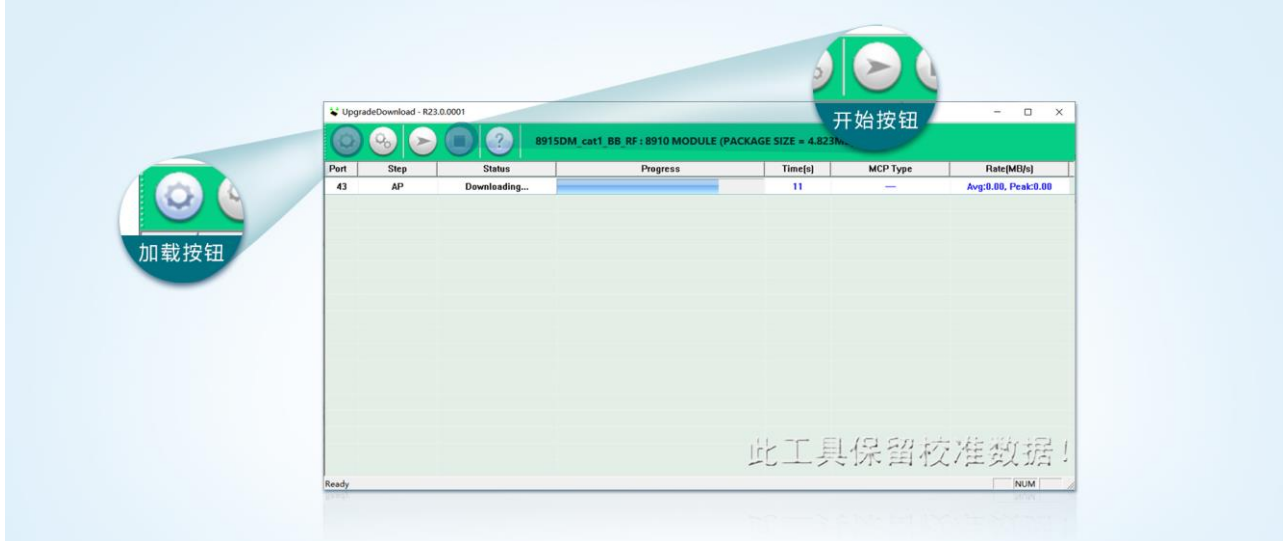 开始按钮
UpgradeDownload - R23.0.0001
8915DM_cat1_BB_RF : 8910 MODULE (PACKAGE SIZE = 4.823M
Port Step Status Progress Time(s) MCP Type Rate(MB/s)
43 AP Downloading... 11 — Avg:0.00, Peak:0.00
加载按钮
此工具保留校准数据!
Ready NUM